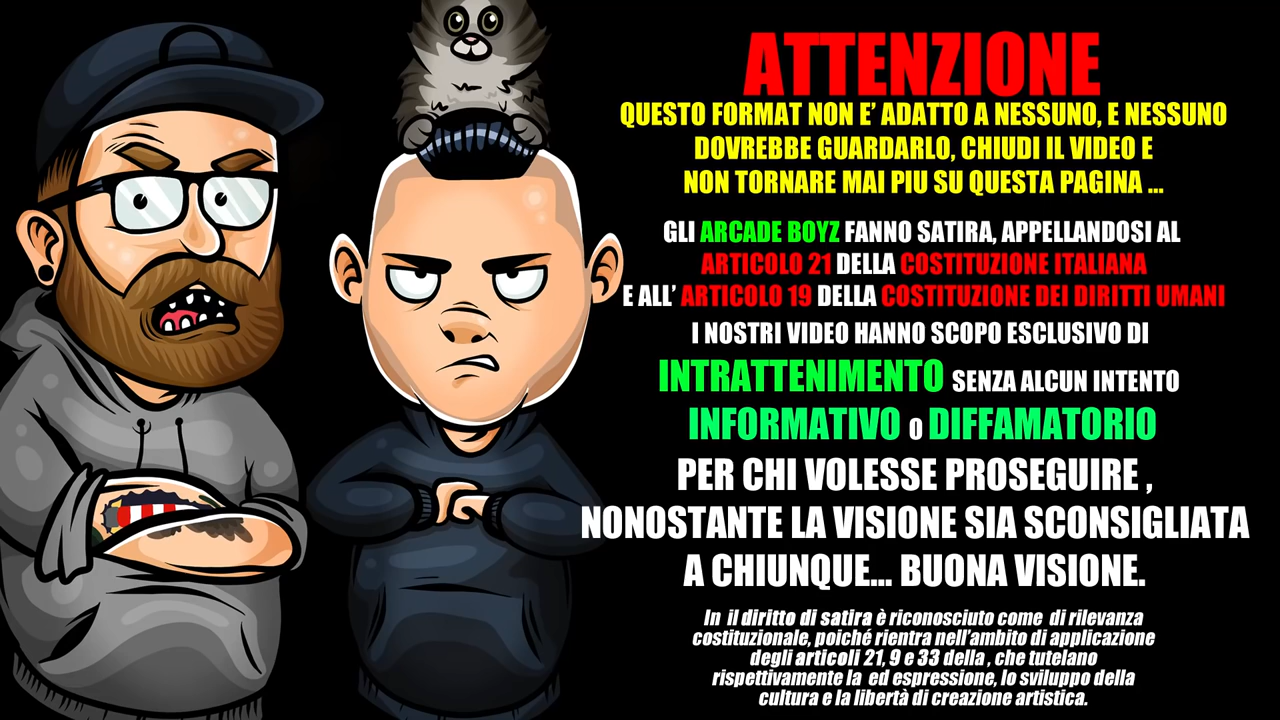 ATTENZIONE
QUESTO FORMAT NON E' ADATTO A NESSUNO, E NESSUNO
DOVREBBE GUARDARLO, CHIUDI IL VIDEO E
NON TORNARE MAI PIU SU QUESTA PAGINA ...
GLI ARCADE BOYZ FANNO SATIRA, APPELLANDOSI AL
ARTICOLO 21 DELLA COSTITUZIONE ITALIANA
E ALL' ARTICOLO 19 DELLA COSTITUZIONE DEI DIRITTI UMANI
I NOSTRI VIDEO HANNO SCOPO ESCLUSIVO DI
INTRATTENIMENTO SENZA ALCUN INTENTO
INFORMATIVO O DIFFAMATORIO
PER CHI VOLESSE PROSEGUIRE ,
NONOSTANTE LA VISIONE SIA SCONSIGLIATA
A CHIUNQUE... BUONA VISIONE.
In il diritto di satira è riconosciuto come di rilevanza
costituzionale, poiché rientra nell'ambito di applicazione
degli articoli 21, 9 e 33 della , che tutelano
rispettivamente la ed espressione, lo sviluppo della
cultura e la libertà di creazione artistica.